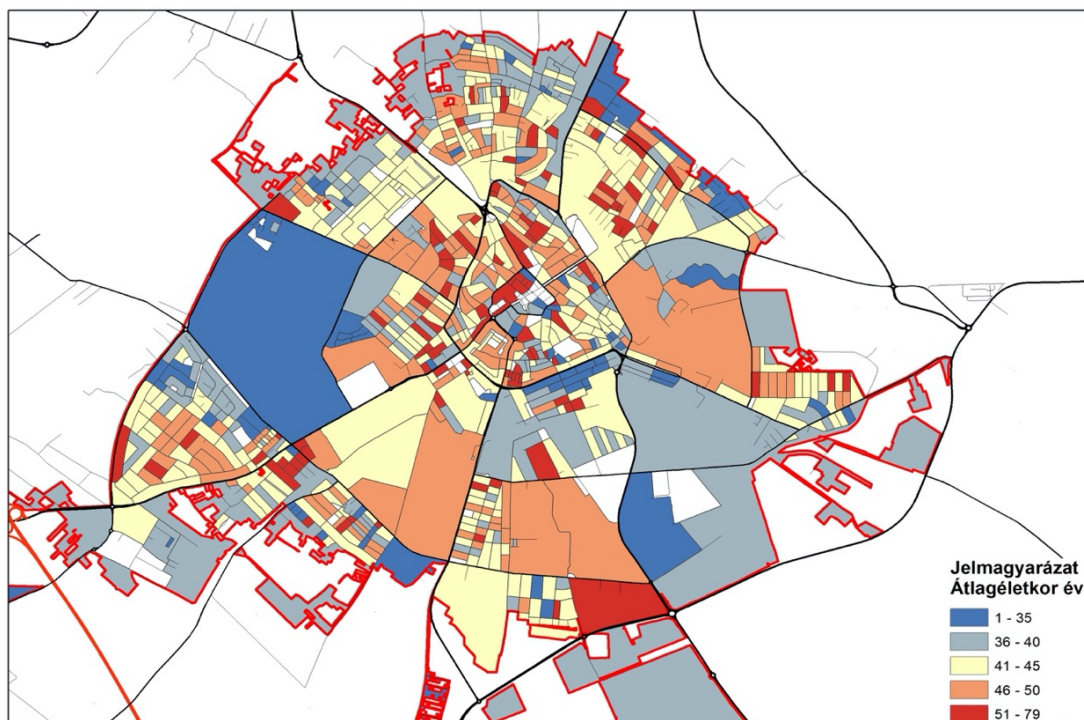 Jelmagyarázat
Átlagéletkor év
1 - 35
36 - 40
41 - 45
46 - 50
51 - 79